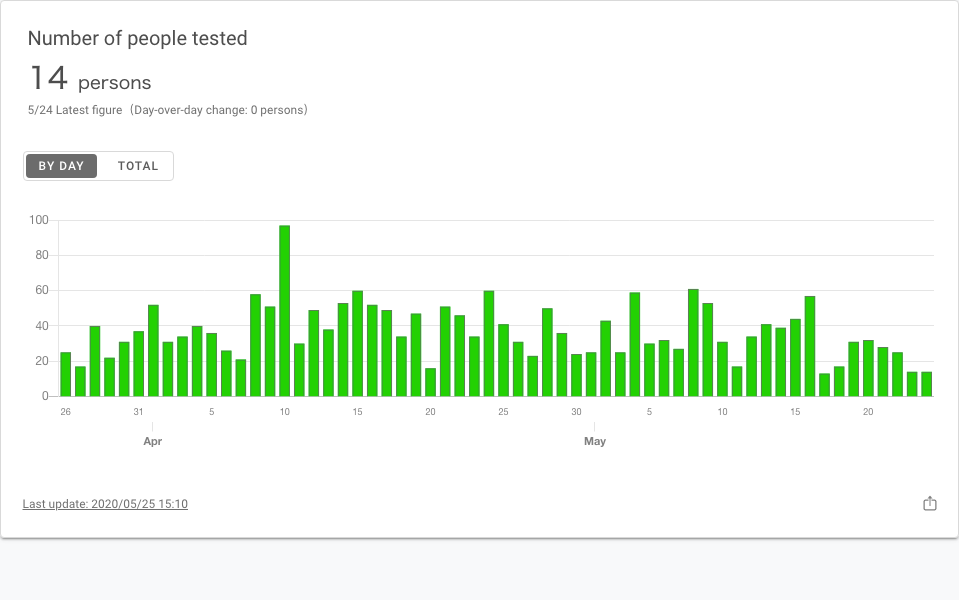 Number of people tested
14 persons
5/24 Latest figure (Day-over-day change: 0 persons)
BY DAY TOTAL
100
80
60
40
20
0
26 31 5 10 15 20 25 30 5 10 15 20
Apr May
Last update: 2020/05/25 15:10